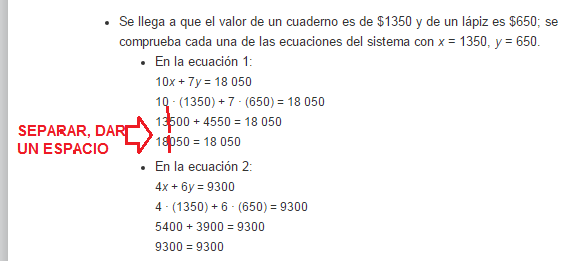 • Se llega a que el valor de un cuaderno es de $1350 y de un lápiz es $650; se
comprueba cada una de las ecuaciones del sistema con x = 1350, y = 650.
• En la ecuación 1:
10x + 7y = 18 050
10 · (1350) + 7 · (650) = 18 050
13500 + 4550 = 18 050
18050 = 18 050
SEPARAR, DAR
UN ESPACIO
• En la ecuación 2:
4x + 6y = 9300
4 · (1350) + 6 · (650) = 9300
5400 + 3900 = 9300
9300 = 9300